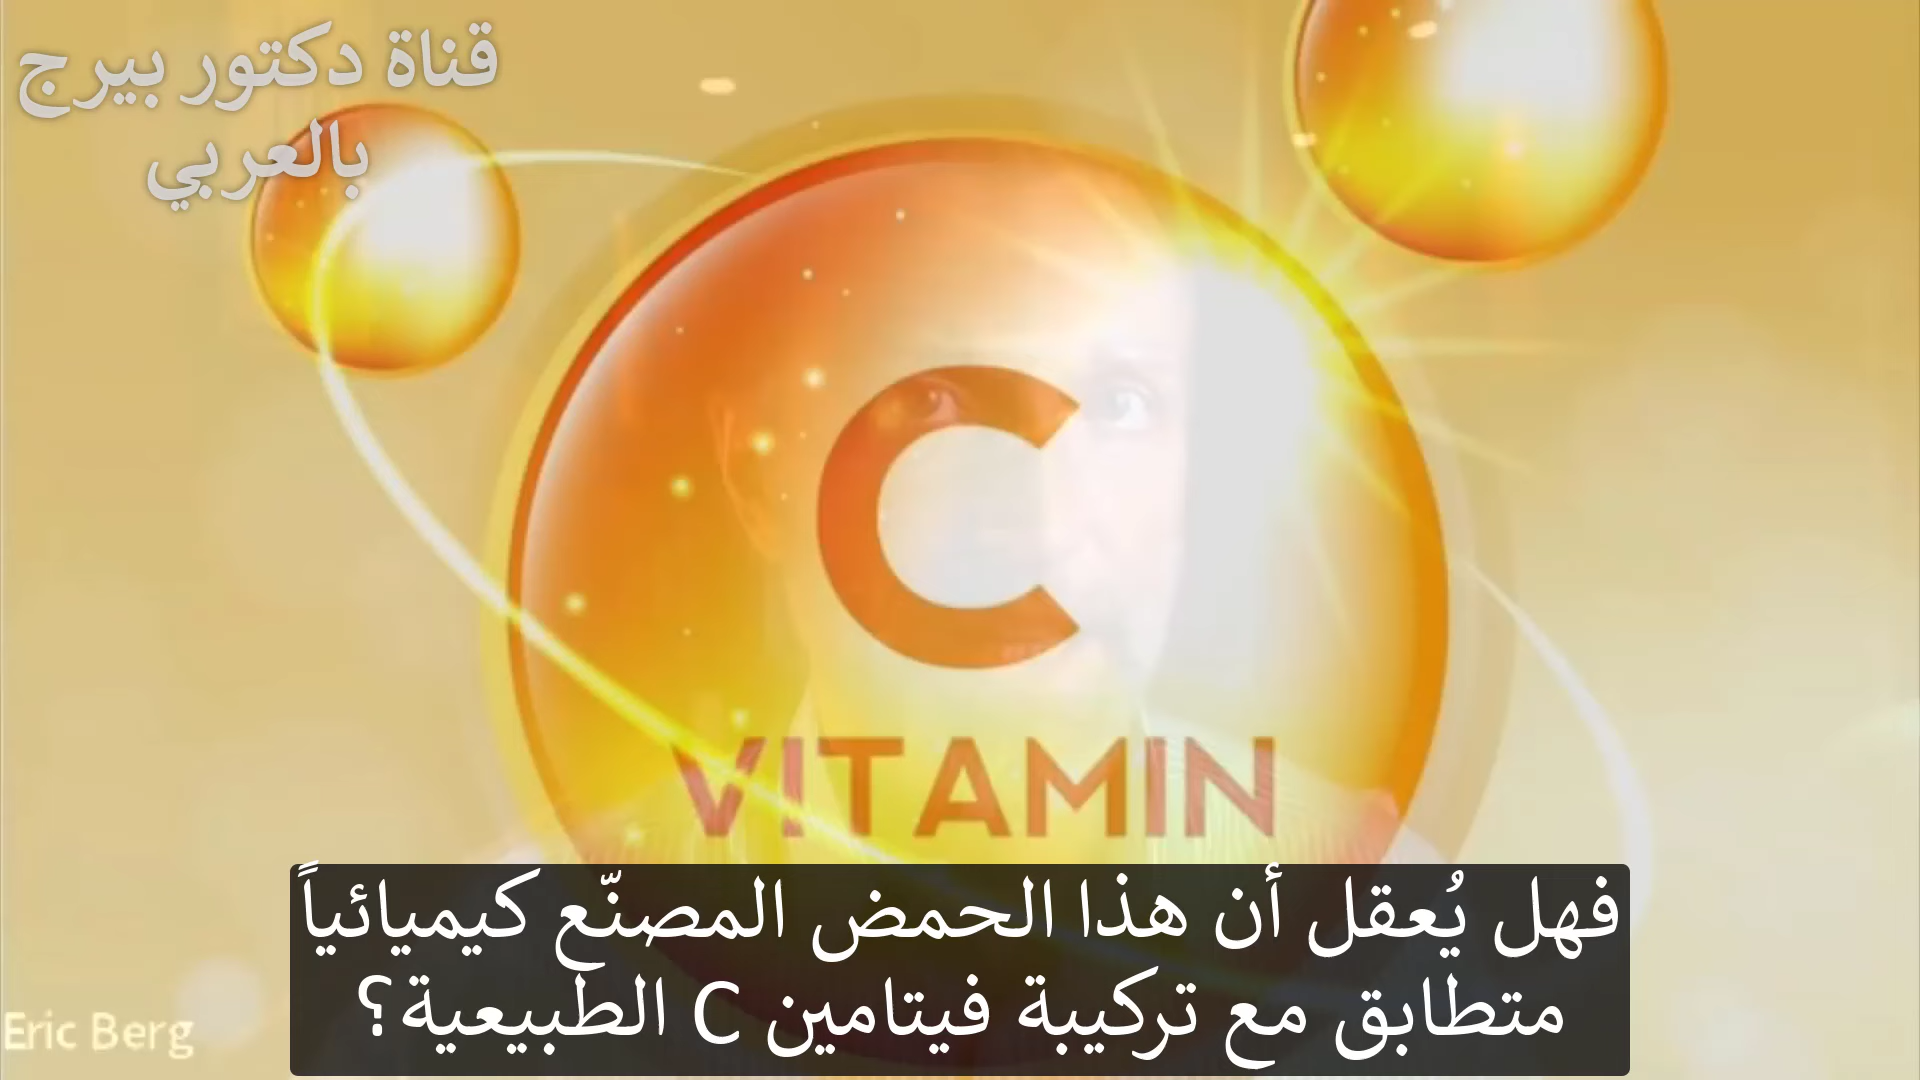 قناة دكتور بيرج
بالعربي
C
VITAMIN
فهل يُعقل أن هذا الحمض المصنّع كيميائياً
متطابق مع تركيبة فيتامين C الطبيعية؟
Eric Berg